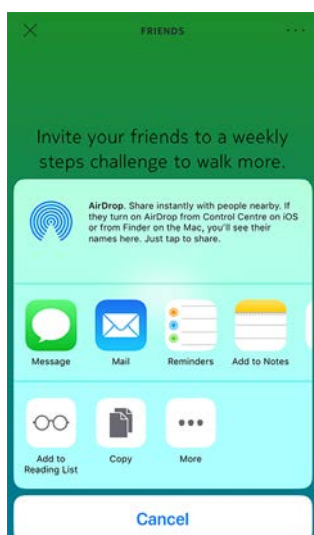 FRIENDS
Invite your friends to a weekly
steps challenge to walk more.
AirDrop. Share instantly with people nearby. If
they turn on AirDrop from Control Centre on iOS
or from Finder on the Mac, you'll see their
names here. Just tap to share.
Message Mail Reminders Add to Notes
Add to Copy More
Reading List
Cancel